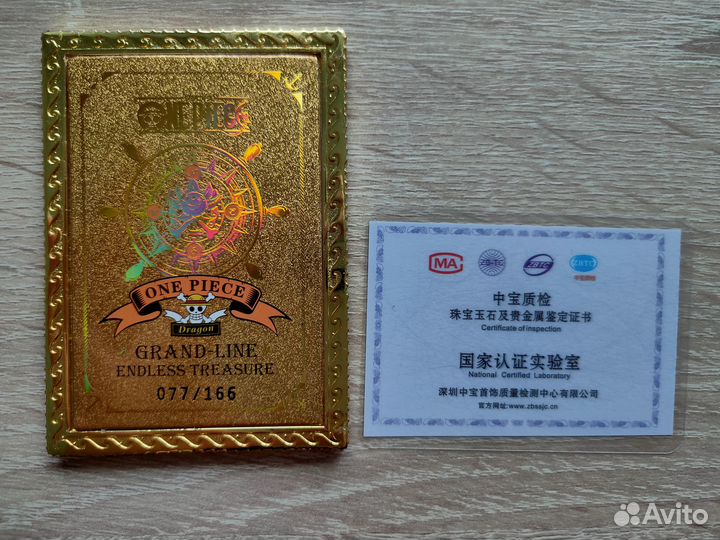 ONE PIECE
ONE PIECE
Dragon
GRAND-LINE
ENDLESS TREASURE
077/166
MA
ZB-TC
ZBTC
中宝质检
珠宝玉石及贵金属鉴定证书
Certificate of inspection
国家认证实验室
National Certified Laboratory
深圳中宝首饰质量检测中心有限公司
官方网址:www.zbssjc.cn
Avito